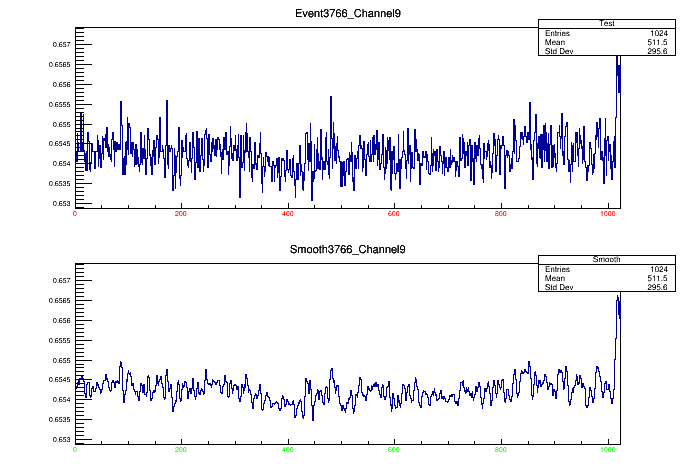 Event3766_Channel9
Test
Entries 1024
Mean 511.5
Std Dev 295.6
0.657
0.6565
0.656
0.6555
0.655
0.6545
0.654
0.6535
0.653
0 200 400 600 800 1000
Smooth3766_Channel9
Smooth
Entries 1024
Mean 511.5
Std Dev 295.6
0.657
0.6565
0.656
0.6555
0.655
0.6545
0.654
0.6535
0.653
0 200 400 600 800 1000